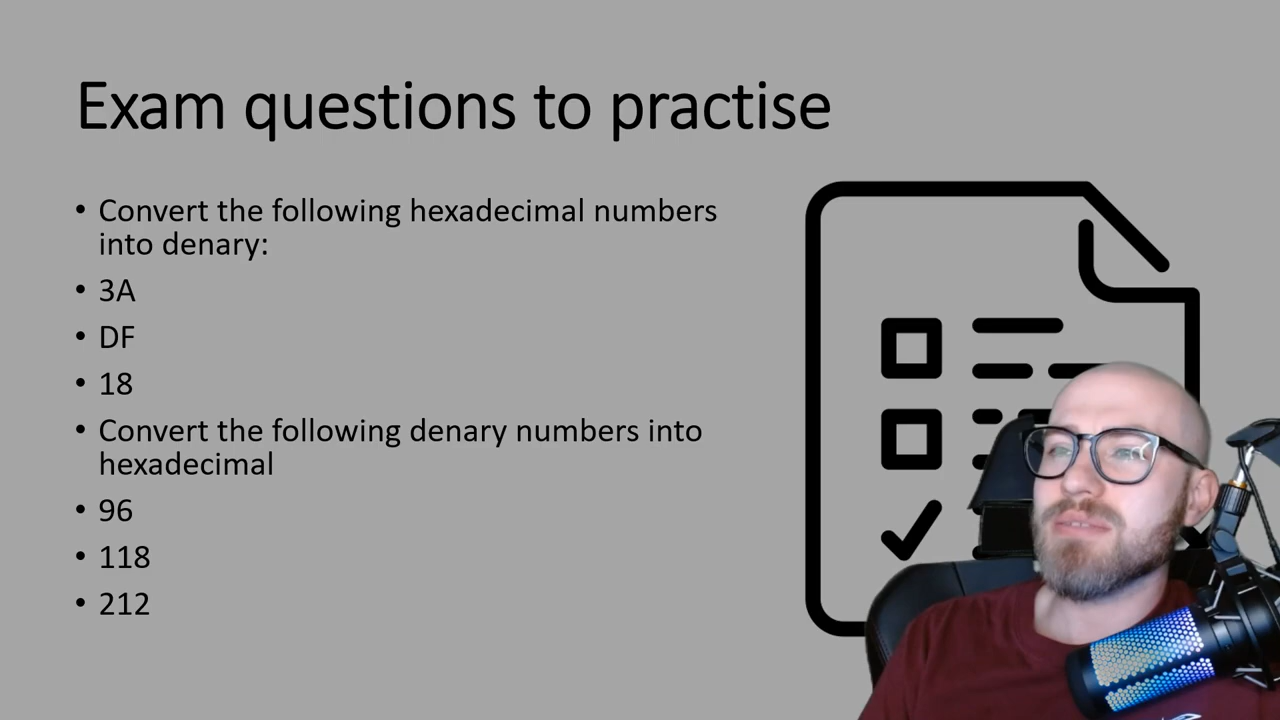 Exam questions to practise
• Convert the following hexadecimal numbers
into denary:
• 3A
• DF
• 18
• Convert the following denary numbers into
hexadecimal
• 96
• 118
• 212